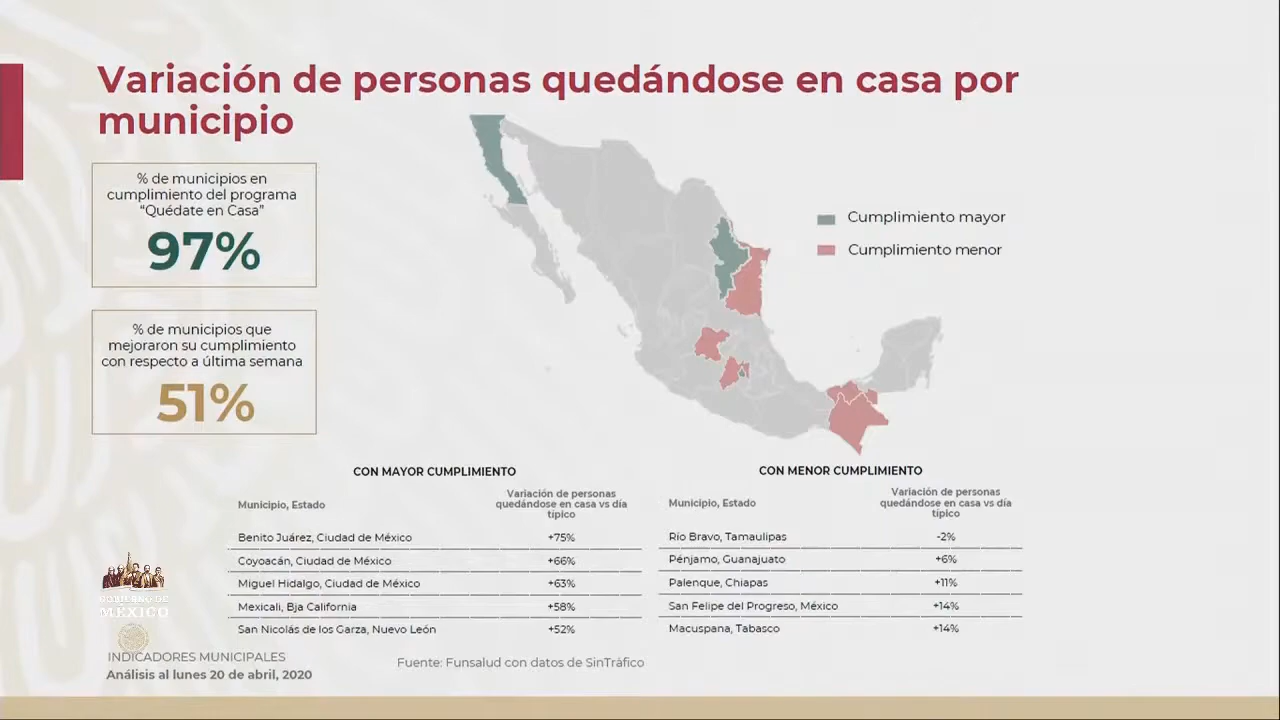 Variación de personas quedándose en casa por
municipio
% de municipios en
cumplimiento del programa
“Quédate en Casa”
97%
% de municipios que
mejoraron su cumplimiento
con respecto a última semana
51%
Cumplimiento mayor
Cumplimiento menor
CON MAYOR CUMPLIMIENTO
Municipio, Estado
Variación de personas
quedándose en casa vs día
típico
Benito Juárez, Ciudad de México +75%
Coyoacán, Ciudad de México +66%
Miguel Hidalgo, Ciudad de México +63%
Mexicali, Bja California +58%
San Nicolás de los Garza, Nuevo León +52%
CON MENOR CUMPLIMIENTO
Municipio, Estado
Variación de personas
quedándose en casa vs día
típico
Río Bravo, Tamaulipas -2%
Pénjamo, Guanajuato +6%
Palenque, Chiapas +11%
San Felipe del Progreso, México +14%
Macuspana, Tabasco +14%
GOBIERNO DE
MÉXICO
INDICADORES MUNICIPALES
Análisis al lunes 20 de abril, 2020
Fuente: Funsalud con datos de SinTráfico